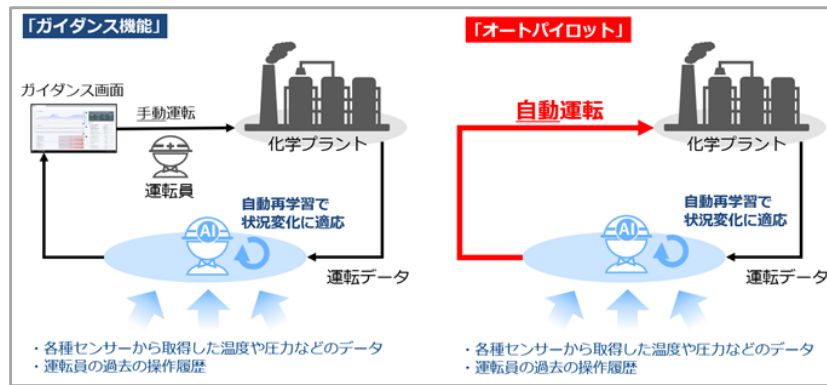 「ガイダンス機能」
ガイダンス画面
手動運転
運転員
化学プラント
自動再学習で
状況変化に適応
AI
運転データ
・各種センサーから取得した温度や圧力などのデータ
・運転員の過去の操作履歴
「オートパイロット」
自動運転
化学プラント
自動再学習で
状況変化に適応
AI
運転データ
・各種センサーから取得した温度や圧力などのデータ
・運転員の過去の操作履歴